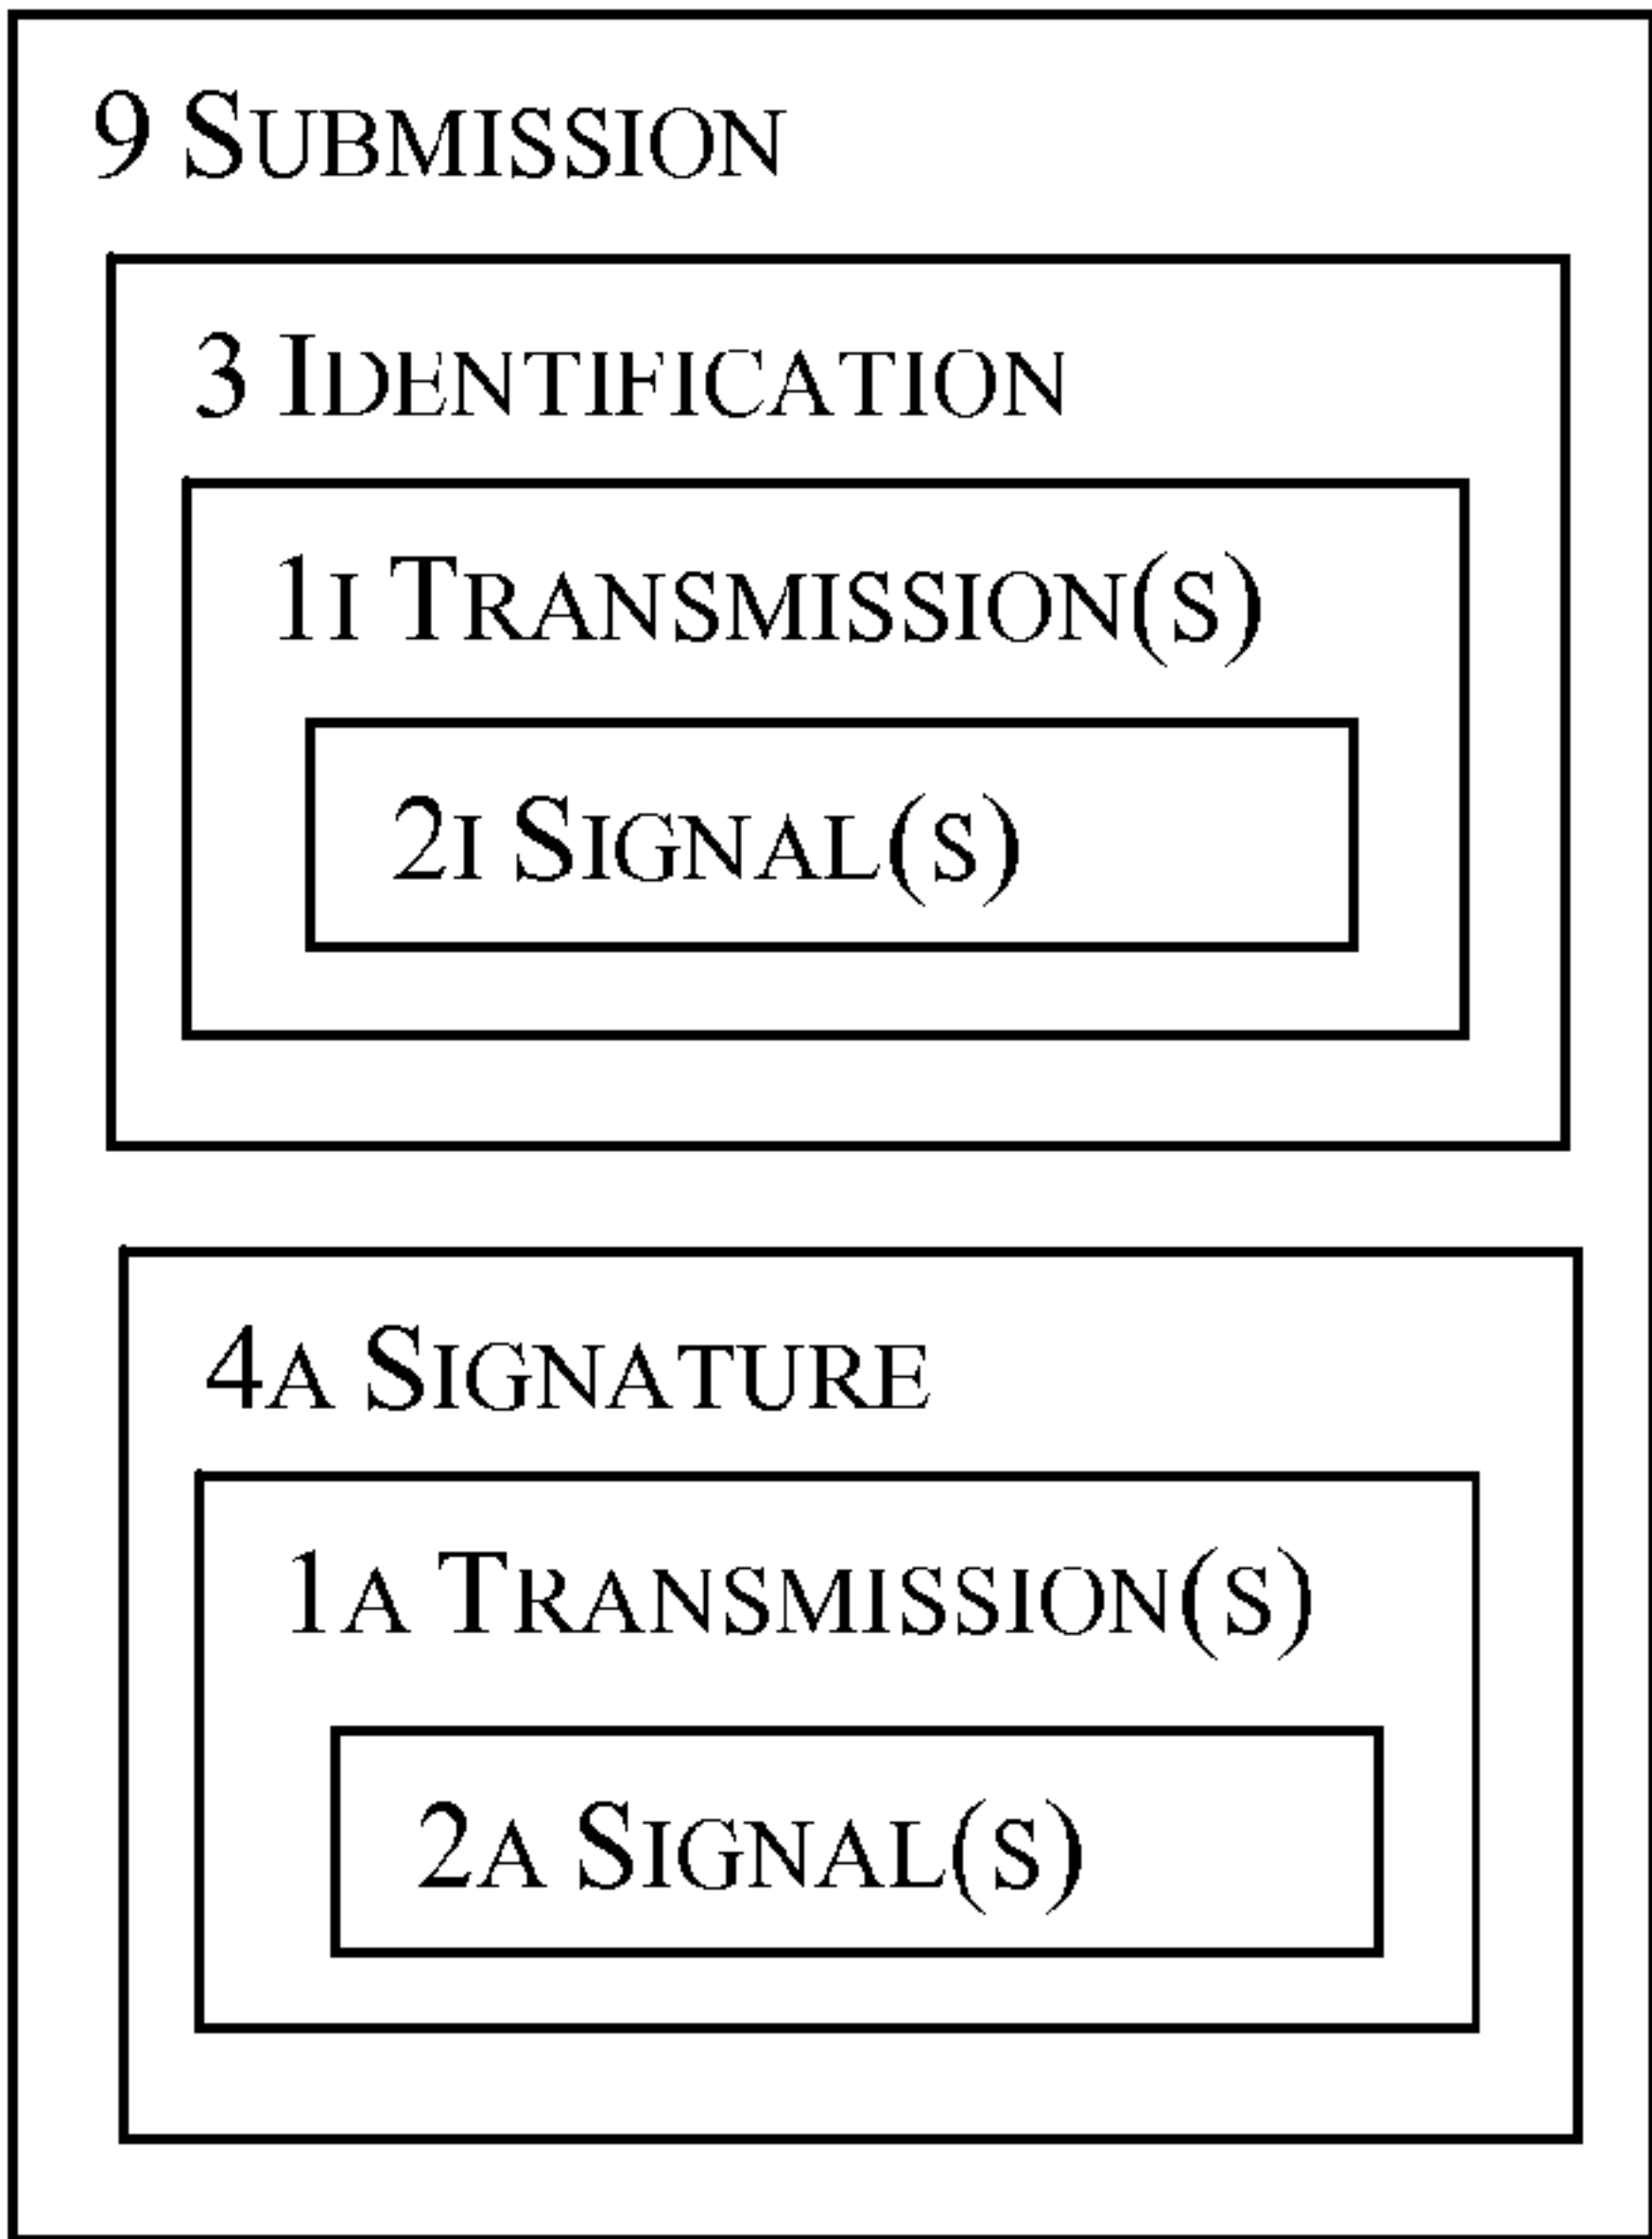 9 SUBMISSION
3 IDENTIFICATION
1I TRANSMISSION(S)
2I SIGNAL(S)
4A SIGNATURE
1A TRANSMISSION(S)
2A SIGNAL(S)